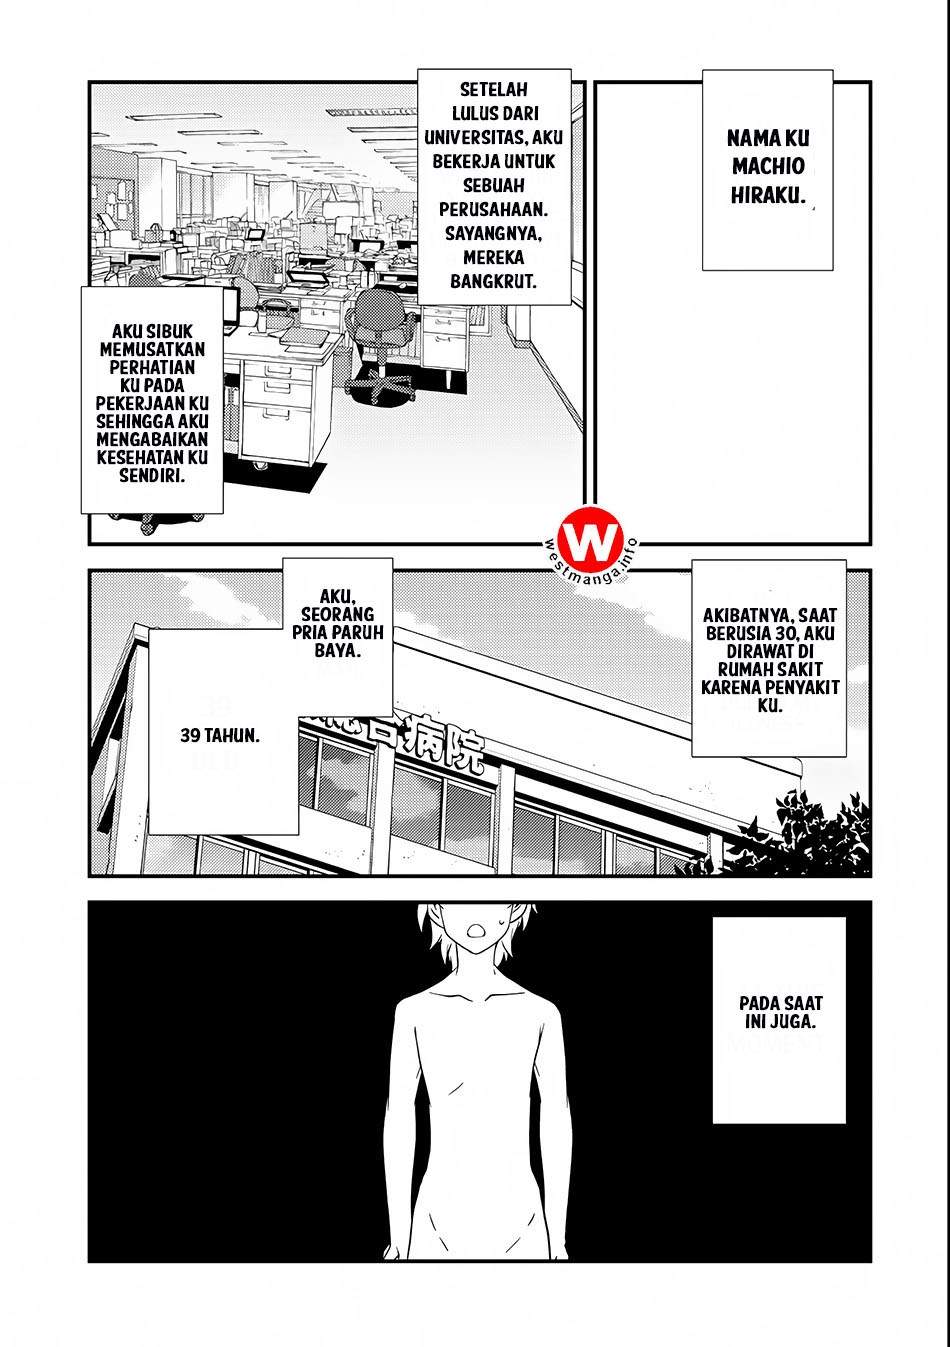 NAMA KU
MACHIO
HIRAKU.
SETELAH
LULUS DARI
UNIVERSITAS, AKU
BEKERJA UNTUK
SEBUAH
PERUSAHAAN.
SAYANGNYA,
MEREKA
BANGKRUT.
AKU SIBUK
MEMUSATKAN
PERHATIAN
KU PADA
PEKERJAAN KU
SEHINGGA AKU
MENGABAIKAN
KESEHATAN KU
SENDIRI.
W
westmanga.info
AKIBATNYA, SAAT
BERUSIA 30, AKU
DIRAWAT DI
RUMAH SAKIT
KARENA PENYAKIT
KU.
AKU,
SEORANG
PRIA PARUH
BAYA.
39 TAHUN.
合病院
PADA SAAT
INI JUGA.